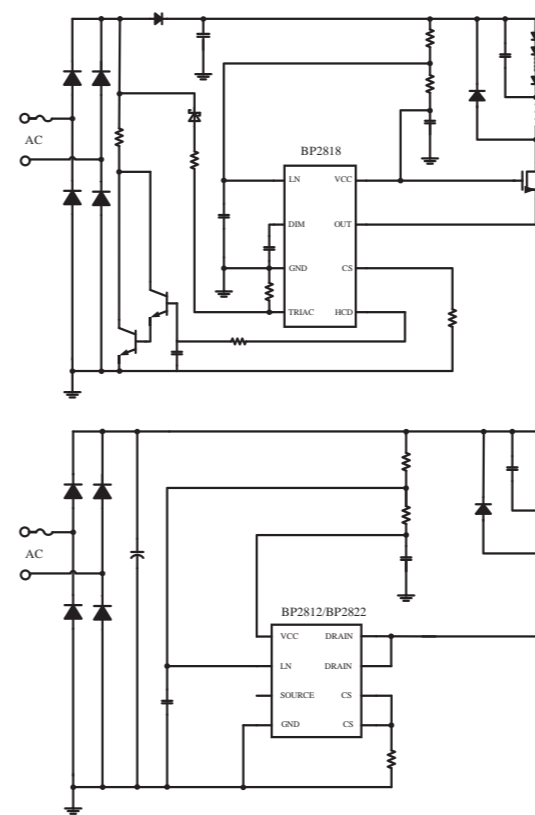 BP2818
AC
LN VCC
DIM OUT
GND CS
TRIAC HCD
BP2812/BP2822
AC
VCC DRAIN
LN DRAIN
SOURCE CS
GND CS